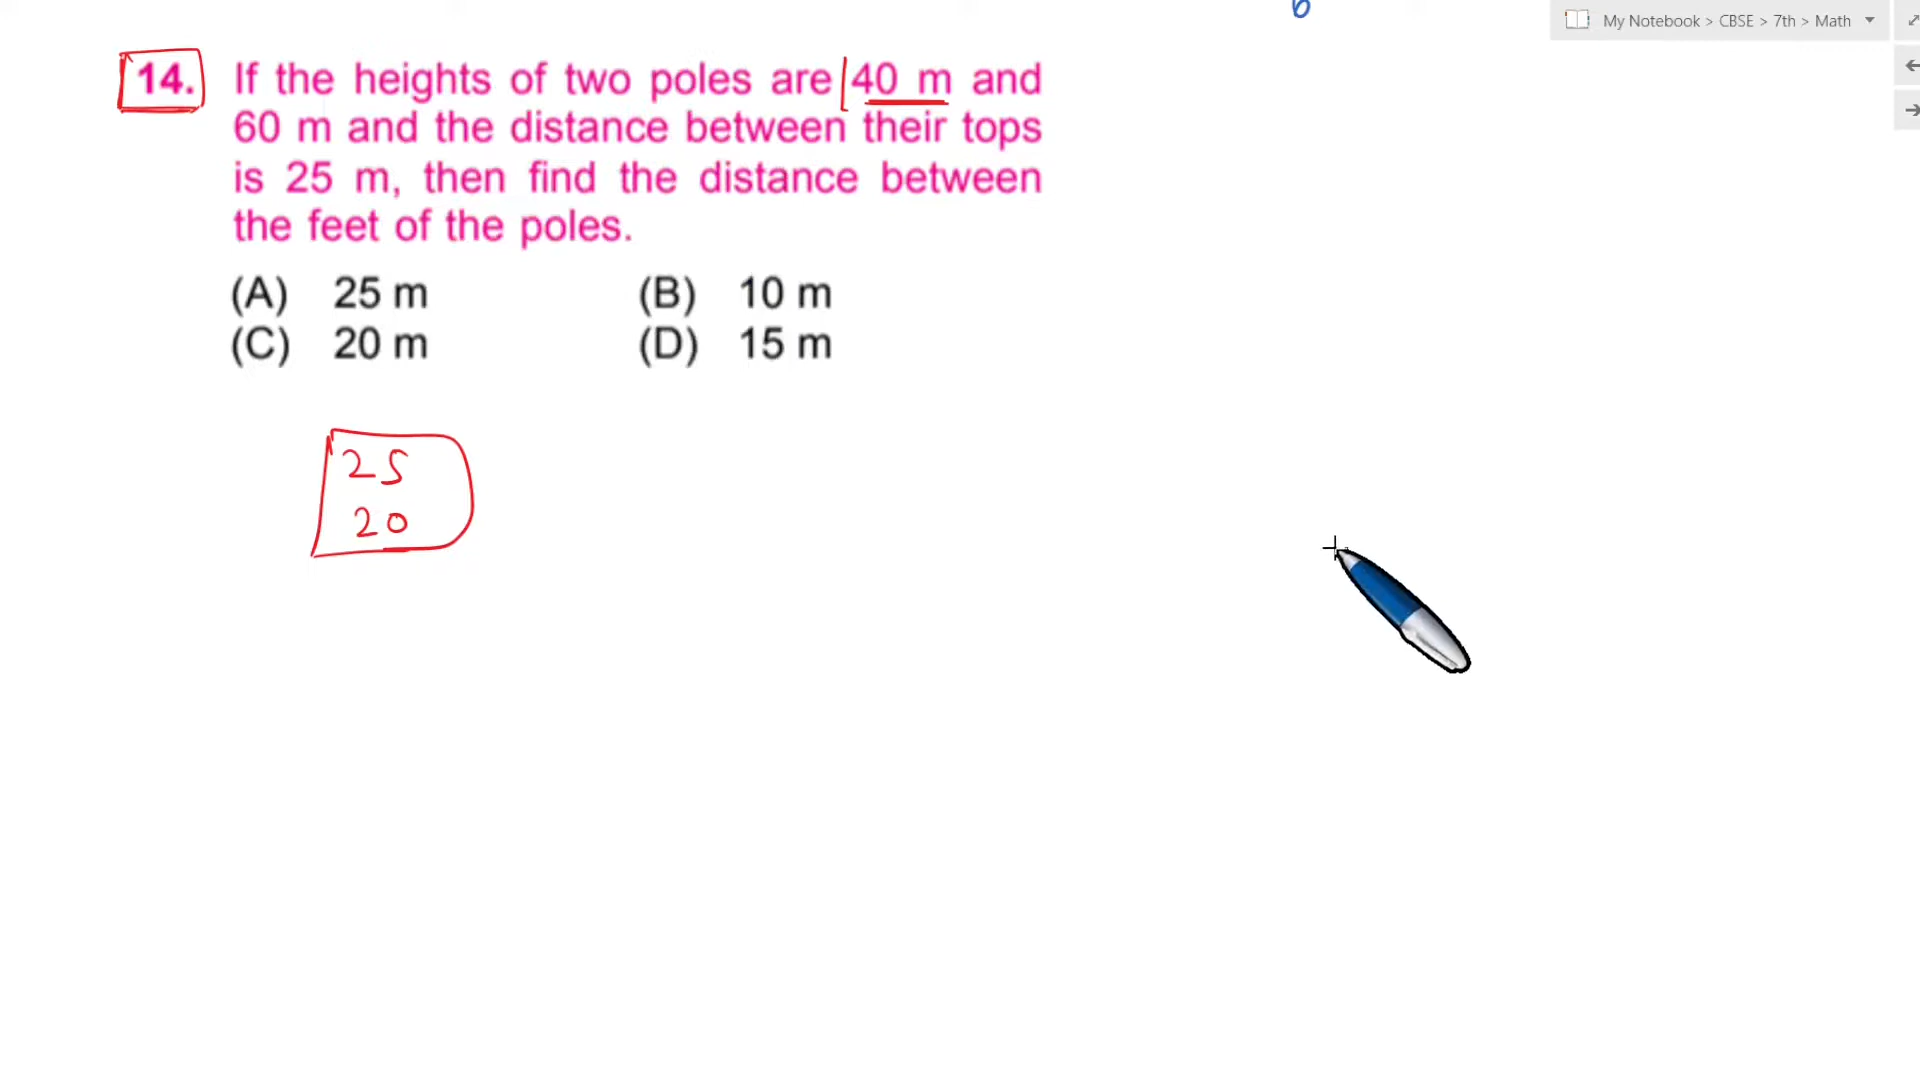 6
My Notebook > CBSE > 7th > Math
14. If the heights of two poles are 40 m and
60 m and the distance between their tops
is 25 m, then find the distance between
the feet of the poles.
(A) 25 m (B) 10 m
(C) 20 m (D) 15 m
25
20